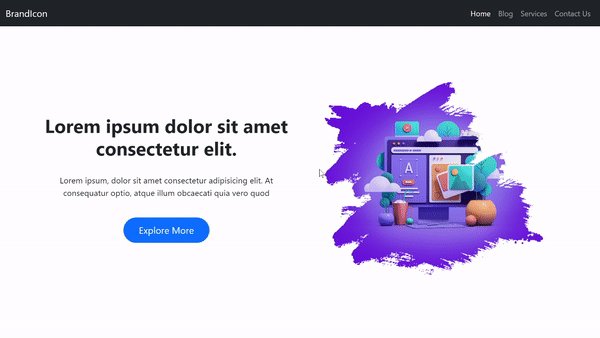 BrandIcon
Home Blog Services Contact Us
Lorem ipsum dolor sit amet
consectetur elit.
Lorem ipsum, dolor sit amet consectetur adipisicing elit. At
consequatur optio, atque illum obcaecati quia vero quod
Explore More
A